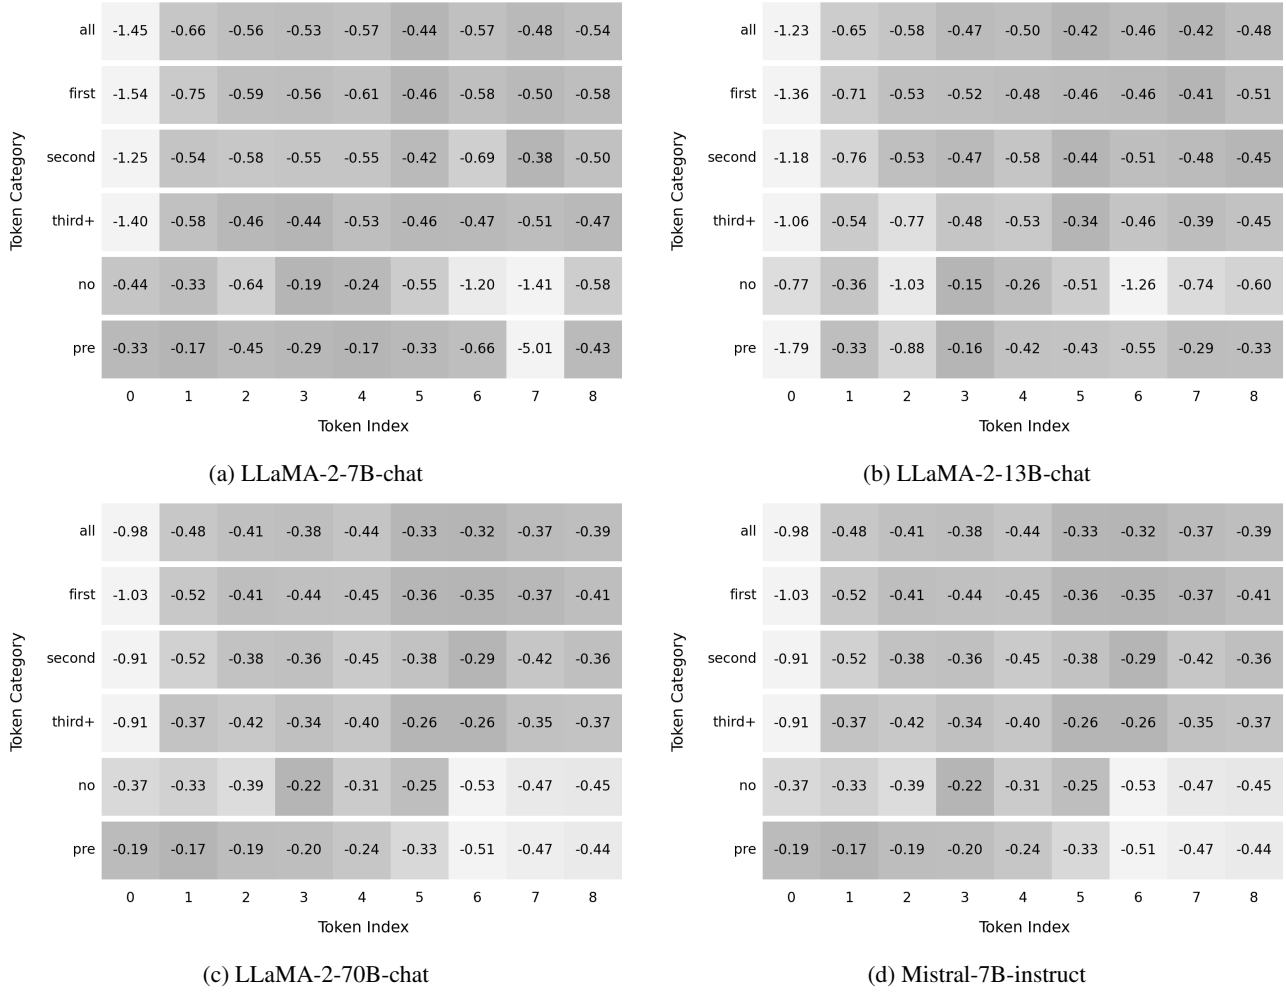 all -1.45 -0.66 -0.56 -0.53 -0.57 -0.44 -0.57 -0.48 -0.54
first -1.54 -0.75 -0.59 -0.56 -0.61 -0.46 -0.58 -0.50 -0.58
second -1.25 -0.54 -0.58 -0.55 -0.55 -0.42 -0.69 -0.38 -0.50
third+ -1.40 -0.58 -0.46 -0.44 -0.53 -0.46 -0.47 -0.51 -0.47
no -0.44 -0.33 -0.64 -0.19 -0.24 -0.55 -1.20 -1.41 -0.58
pre -0.33 -0.17 -0.45 -0.29 -0.17 -0.33 -0.66 -5.01 -0.43
Token Category
0 1 2 3 4 5 6 7 8
Token Index
(a) LLaMA-2-7B-chat
all -1.23 -0.65 -0.58 -0.47 -0.50 -0.42 -0.46 -0.42 -0.48
first -1.36 -0.71 -0.53 -0.52 -0.48 -0.46 -0.46 -0.41 -0.51
second -1.18 -0.76 -0.53 -0.47 -0.58 -0.44 -0.51 -0.48 -0.45
third+ -1.06 -0.54 -0.77 -0.48 -0.53 -0.34 -0.46 -0.39 -0.45
no -0.77 -0.36 -1.03 -0.15 -0.26 -0.51 -1.26 -0.74 -0.60
pre -1.79 -0.33 -0.88 -0.16 -0.42 -0.43 -0.55 -0.29 -0.33
Token Category
0 1 2 3 4 5 6 7 8
Token Index
(b) LLaMA-2-13B-chat
all -0.98 -0.48 -0.41 -0.38 -0.44 -0.33 -0.32 -0.37 -0.39
first -1.03 -0.52 -0.41 -0.44 -0.45 -0.36 -0.35 -0.37 -0.41
second -0.91 -0.52 -0.38 -0.36 -0.45 -0.38 -0.29 -0.42 -0.36
third+ -0.91 -0.37 -0.42 -0.34 -0.40 -0.26 -0.26 -0.35 -0.37
no -0.37 -0.33 -0.39 -0.22 -0.31 -0.25 -0.53 -0.47 -0.45
pre -0.19 -0.17 -0.19 -0.20 -0.24 -0.33 -0.51 -0.47 -0.44
Token Category
0 1 2 3 4 5 6 7 8
Token Index
(c) LLaMA-2-70B-chat
all -0.98 -0.48 -0.41 -0.38 -0.44 -0.33 -0.32 -0.37 -0.39
first -1.03 -0.52 -0.41 -0.44 -0.45 -0.36 -0.35 -0.37 -0.41
second -0.91 -0.52 -0.38 -0.36 -0.45 -0.38 -0.29 -0.42 -0.36
third+ -0.91 -0.37 -0.42 -0.34 -0.40 -0.26 -0.26 -0.35 -0.37
no -0.37 -0.33 -0.39 -0.22 -0.31 -0.25 -0.53 -0.47 -0.45
pre -0.19 -0.17 -0.19 -0.20 -0.24 -0.33 -0.51 -0.47 -0.44
Token Category
0 1 2 3 4 5 6 7 8
Token Index
(d) Mistral-7B-instruct